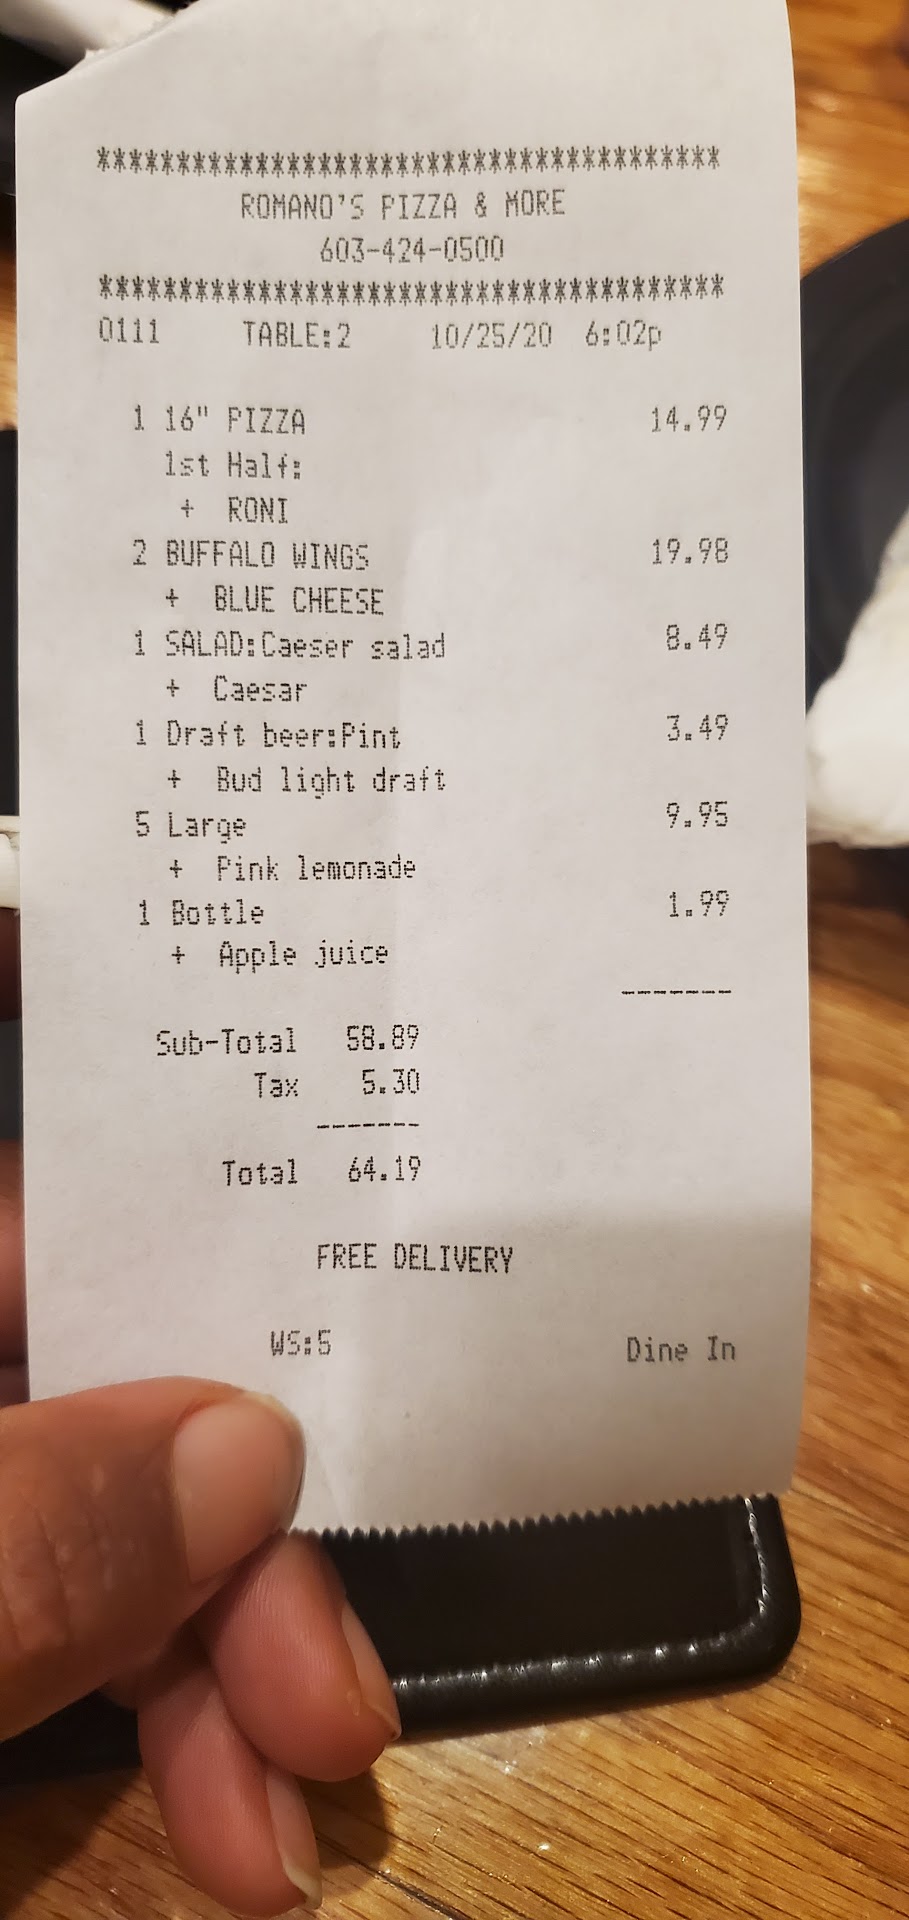 ****************************************
ROMANO'S PIZZA & MORE
603-424-0500
****************************************
0111 TABLE:2 10/25/20 6:02p
1 16" PIZZA 14.99
1st Half:
+ RONI
2 BUFFALO WINGS 19.98
+ BLUE CHEESE
1 SALAD:Caeser salad 8.49
+ Caesar
1 Draft beer:Pint 3.49
+ Bud light draft
5 Large 9.95
+ Pink lemonade
1 Bottle 1.99
+ Apple juice
-------
Sub-Total 58.89
Tax 5.30
-------
Total 64.19
FREE DELIVERY
WS:5 Dine In